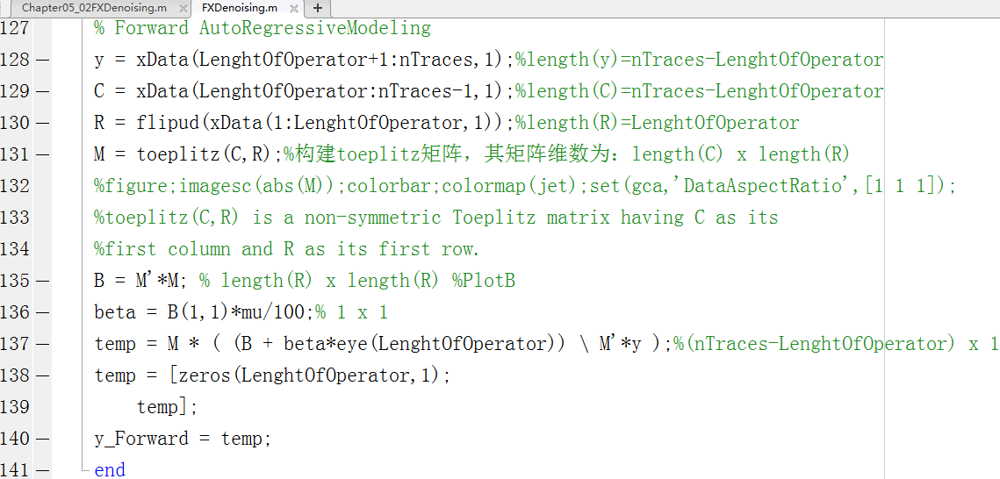 Chapter05_02FXDenoising.m × FXDenoising.m × +
127 % Forward AutoRegressiveModeling
128 – y = xData(LenghtOfOperator+1:nTraces,1);%length(y)=nTraces-LenghtOfOperator
129 – C = xData(LenghtOfOperator:nTraces-1,1);%length(C)=nTraces-LenghtOfOperator
130 – R = flipud(xData(1:LenghtOfOperator,1));%length(R)=LenghtOfOperator
131 – M = toeplitz(C,R);%构建toeplitz矩阵，其矩阵维数为：length(C) x length(R)
132 %figure;imagesc(abs(M));colorbar;colormap(jet);set(gca,'DataAspectRatio',[1 1 1]);
133 %toeplitz(C,R) is a non-symmetric Toeplitz matrix having C as its
134 %first column and R as its first row.
135 – B = M'*M; % length(R) x length(R) %PlotB
136 – beta = B(1,1)*mu/100;% 1 x 1
137 – temp = M * ( (B + beta*eye(LenghtOfOperator)) \ M'*y );%(nTraces-LenghtOfOperator) x 1
138 – temp = [zeros(LenghtOfOperator,1);
139 temp];
140 – y_Forward = temp;
141 – end